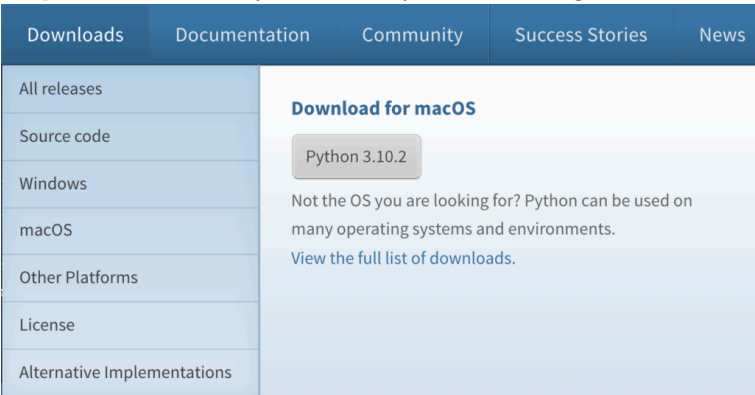 Downloads
Documentation
Community
Success Stories
News
All releases
Source code
Windows
macOS
Other Platforms
License
Alternative Implementations
Download for macOS
Python 3.10.2
Not the OS you are looking for? Python can be used on
many operating systems and environments.
View the full list of downloads.